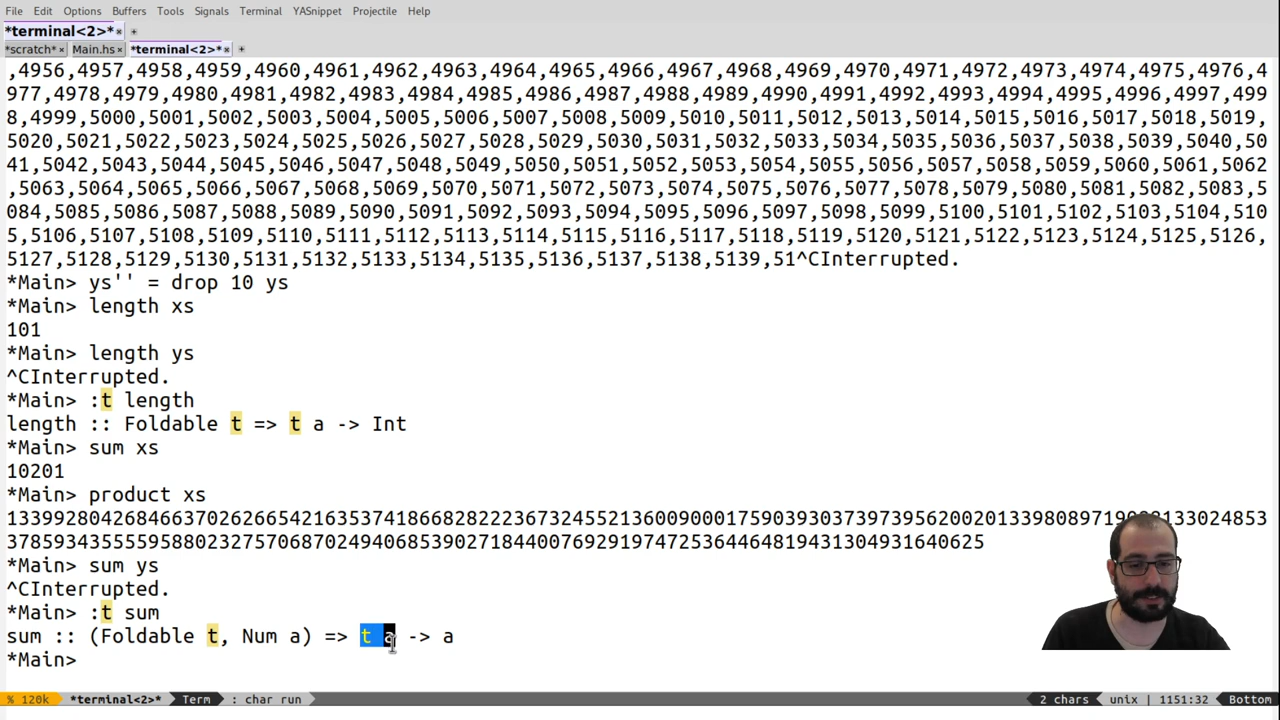 File Edit Options Buffers Tools Signals Terminal YASnippet Projectile Help
*terminal<2>*
*scratch* Main.hs *terminal<2>*
,4956,4957,4958,4959,4960,4961,4962,4963,4964,4965,4966,4967,4968,4969,4970,4971,4972,4973,4974,4975,4976,4
977,4978,4979,4980,4981,4982,4983,4984,4985,4986,4987,4988,4989,4990,4991,4992,4993,4994,4995,4996,4997,499
8,4999,5000,5001,5002,5003,5004,5005,5006,5007,5008,5009,5010,5011,5012,5013,5014,5015,5016,5017,5018,5019,
5020,5021,5022,5023,5024,5025,5026,5027,5028,5029,5030,5031,5032,5033,5034,5035,5036,5037,5038,5039,5040,50
41,5042,5043,5044,5045,5046,5047,5048,5049,5050,5051,5052,5053,5054,5055,5056,5057,5058,5059,5060,5061,5062
,5063,5064,5065,5066,5067,5068,5069,5070,5071,5072,5073,5074,5075,5076,5077,5078,5079,5080,5081,5082,5083,5
084,5085,5086,5087,5088,5089,5090,5091,5092,5093,5094,5095,5096,5097,5098,5099,5100,5101,5102,5103,5104,510
5,5106,5107,5108,5109,5110,5111,5112,5113,5114,5115,5116,5117,5118,5119,5120,5121,5122,5123,5124,5125,5126,
5127,5128,5129,5130,5131,5132,5133,5134,5135,5136,5137,5138,5139,51^CInterrupted.
*Main> ys'' = drop 10 ys
*Main> length xs
101
*Main> length ys
^CInterrupted.
*Main> :t length
length :: Foldable t => t a -> Int
*Main> sum xs
10201
*Main> product xs
3785934355559588023275706870249406853902718440076929197472536446481943130493164​0625
*Main> sum ys
^CInterrupted.
*Main> :t sum
sum :: (Foldable t, Num a) => t a -> a
*Main>
% 120k *terminal<2>* Term : char run 2 chars unix | 1151:32 Bottom